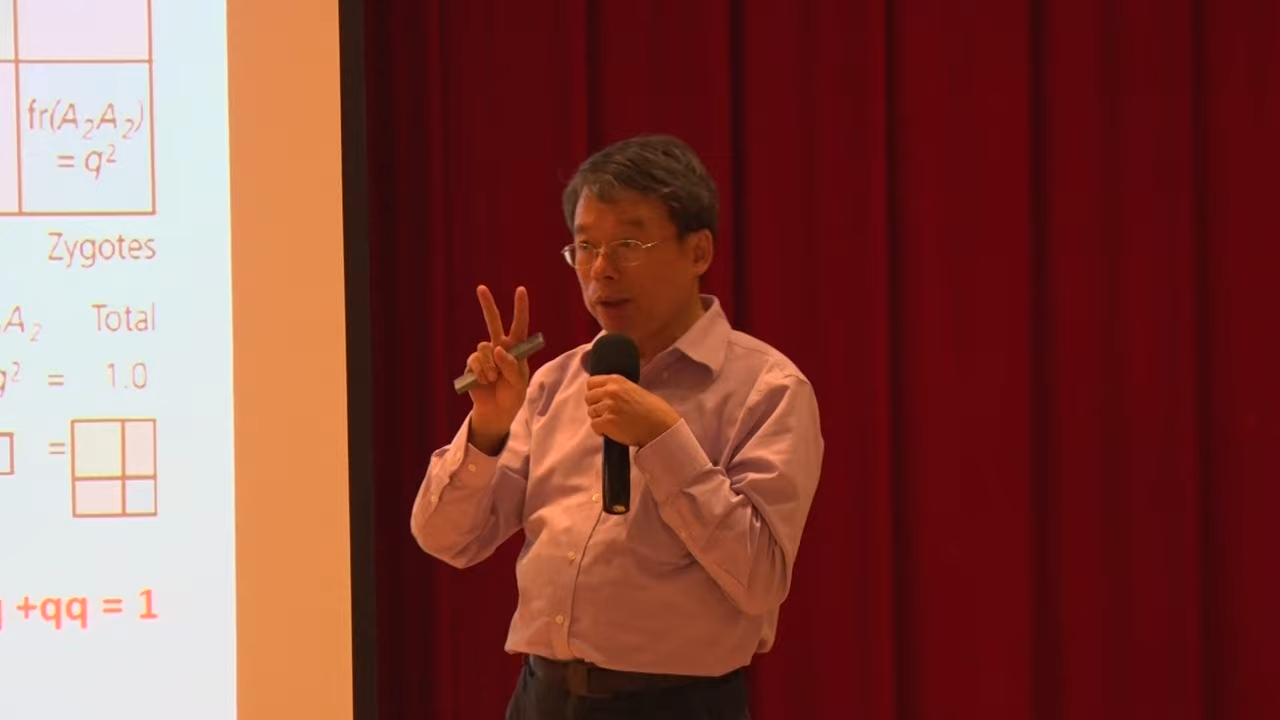 fr(A₂A₂)
= q²
Zygotes
A₂ Total
q² = 1.0
=
+qq = 1